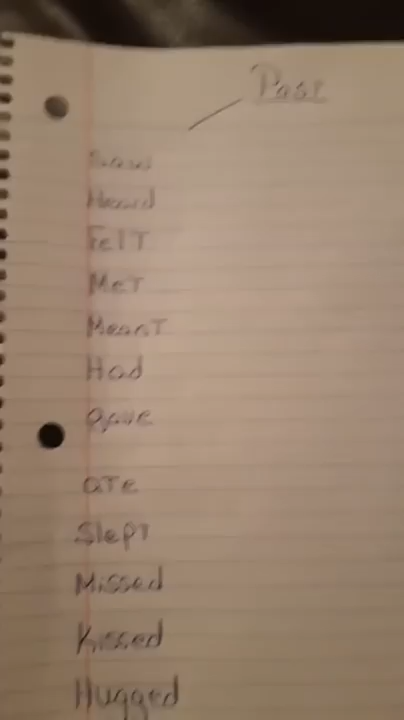 Past
Saw
Heard
FelT
MeT
MeanT
Had
gave
aTe
SlepT
Missed
Kissed
Hugged